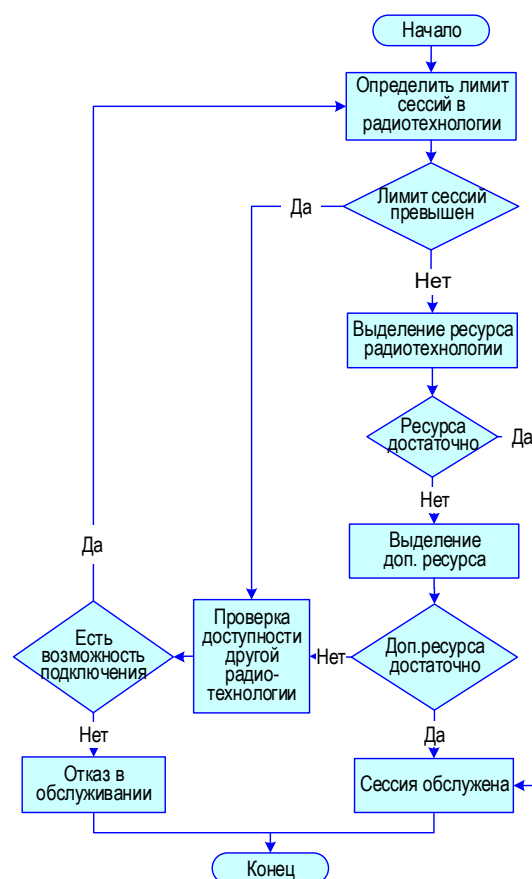 Начало
Определить лимит
сессий в
радиотехнологии
Да
Лимит сессий
превышен
Нет
Выделение ресурса
радиотехнологии
Ресурса
достаточно
Да
Нет
Выделение
доп. ресурса
Да
Есть
возможность
подключения
Проверка
доступности
другой
радио-
технологии
Нет
Доп.ресурса
достаточно
Нет
Да
Отказ в
обслуживании
Сессия обслужена
Конец